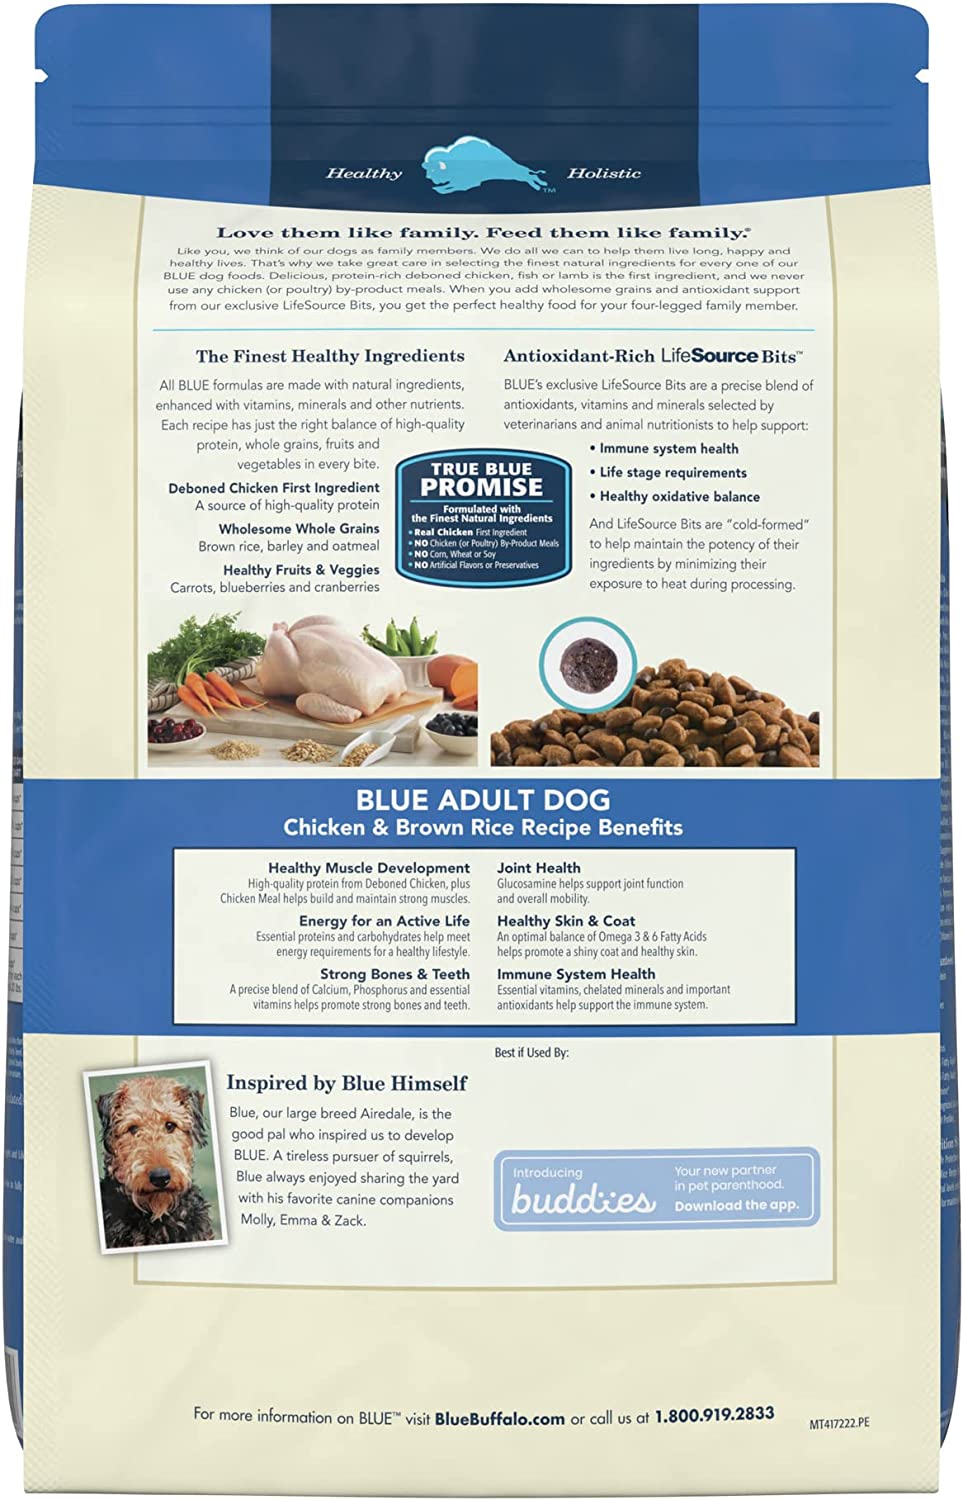 Healthy Holistic
TM
Love them like family. Feed them like family.®
Like you, we think of our dogs as family members. We do all we can to help them live long, happy and
healthy lives. That's why we take great care in selecting the finest natural ingredients for every one of our
BLUE dog foods. Delicious, protein-rich deboned chicken, fish or lamb is the first ingredient, and we never
use any chicken (or poultry) by-product meals. When you add wholesome grains and antioxidant support
from our exclusive LifeSource Bits, you get the perfect healthy food for your four-legged family member.
The Finest Healthy Ingredients
All BLUE formulas are made with natural ingredients,
enhanced with vitamins, minerals and other nutrients.
Each recipe has just the right balance of high-quality
protein, whole grains, fruits and
vegetables in every bite.
Deboned Chicken First Ingredient
A source of high-quality protein
Wholesome Whole Grains
Brown rice, barley and oatmeal
Healthy Fruits & Veggies
Carrots, blueberries and cranberries
TRUE BLUE
PROMISE
Formulated with
the Finest Natural Ingredients
• Real Chicken First Ingredient
• NO Chicken (or Poultry) By-Product Meals
• NO Corn, Wheat or Soy
• NO Artificial Flavors or Preservatives
Antioxidant-Rich LifeSource Bits™
BLUE's exclusive LifeSource Bits are a precise blend of
antioxidants, vitamins and minerals selected by
veterinarians and animal nutritionists to help support:
• Immune system health
• Life stage requirements
• Healthy oxidative balance
And LifeSource Bits are "cold-formed"
to help maintain the potency of their
ingredients by minimizing their
exposure to heat during processing.
BLUE ADULT DOG
Chicken & Brown Rice Recipe Benefits
Healthy Muscle Development
High-quality protein from Deboned Chicken, plus
Chicken Meal helps build and maintain strong muscles.
Energy for an Active Life
Essential proteins and carbohydrates help meet
energy requirements for a healthy lifestyle.
Strong Bones & Teeth
A precise blend of Calcium, Phosphorus and essential
vitamins helps promote strong bones and teeth.
Joint Health
Glucosamine helps support joint function
and overall mobility.
Healthy Skin & Coat
An optimal balance of Omega 3 & 6 Fatty Acids
helps promote a shiny coat and healthy skin.
Immune System Health
Essential vitamins, chelated minerals and important
antioxidants help support the immune system.
Best if Used By:
Inspired by Blue Himself
Blue, our large breed Airedale, is the
good pal who inspired us to develop
BLUE. A tireless pursuer of squirrels,
Blue always enjoyed sharing the yard
with his favorite canine companions
Molly, Emma & Zack.
Introducing
buddies
Your new partner
in pet parenthood.
Download the app.
For more information on BLUE™ visit BlueBuffalo.com or call us at 1.800.919.2833
MT417222.PE